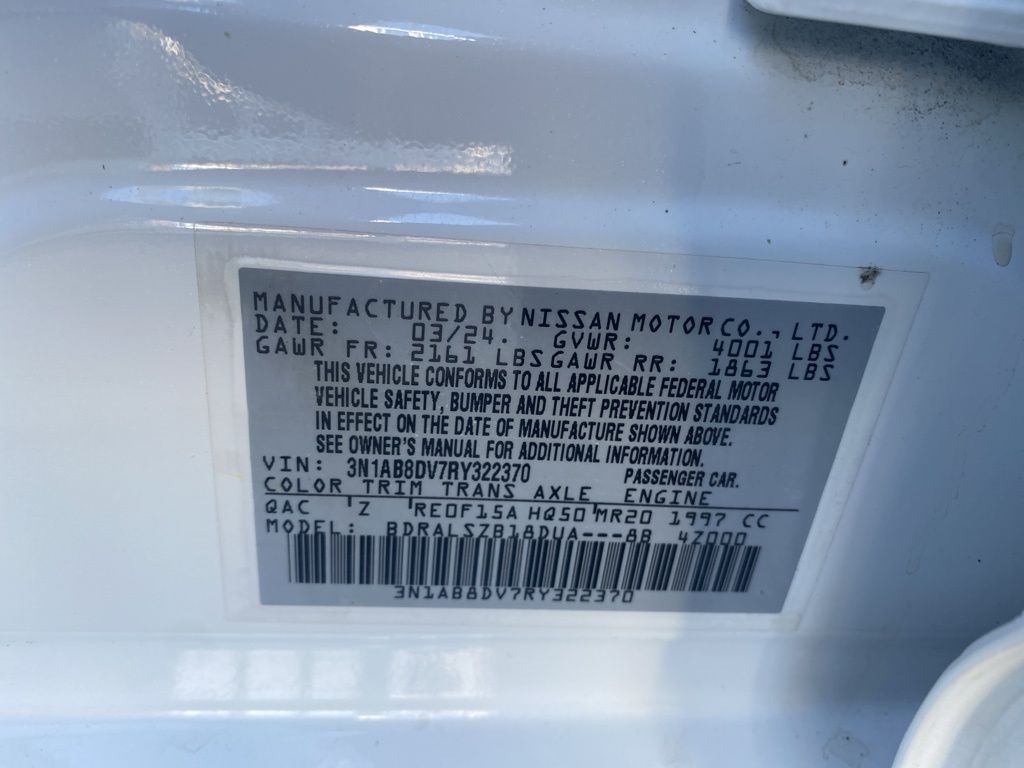 MANUFACTURED BY NISSAN MOTOR CO., LTD.
DATE: 03/24. GVWR: 4001 LBS
GAWR FR: 2161 LBS GAWR RR: 1863 LBS
THIS VEHICLE CONFORMS TO ALL APPLICABLE FEDERAL MOTOR
VEHICLE SAFETY, BUMPER AND THEFT PREVENTION STANDARDS
IN EFFECT ON THE DATE OF MANUFACTURE SHOWN ABOVE.
SEE OWNER'S MANUAL FOR ADDITIONAL INFORMATION.
VIN: 3N1AB8DV7RY322370 PASSENGER CAR.
COLOR TRIM TRANS AXLE ENGINE
QAC Z RE0F15A HQ50 MR20 1997 CC
MODEL: BDRALSZB18DUA---8B 4Z000
3N1AB8DV7RY322370